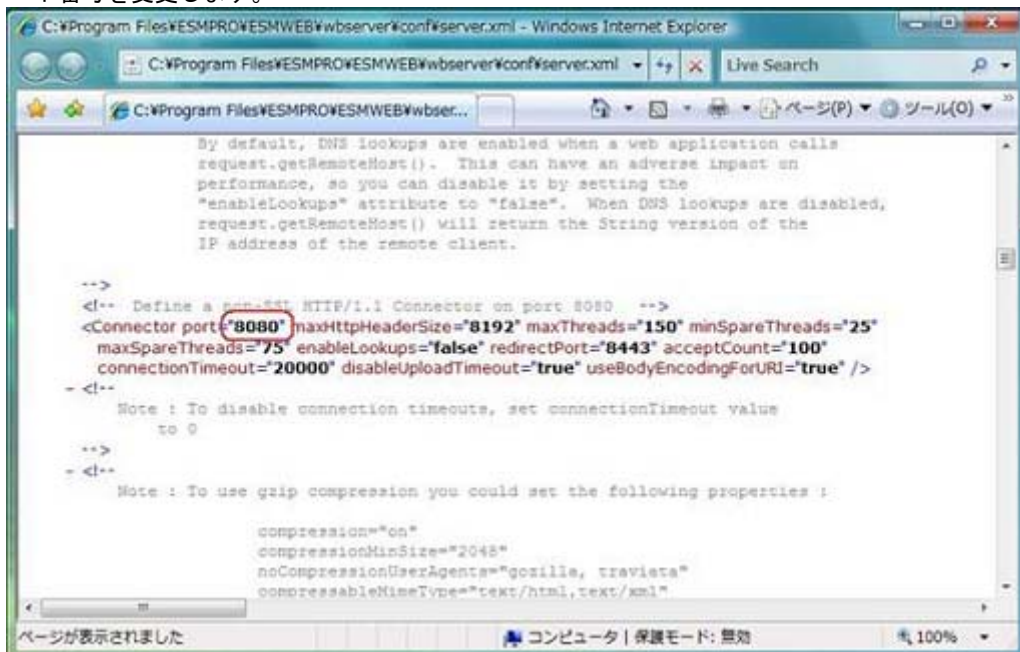 番号を変更します。
C:¥Program Files¥ESMPRO¥ESMWEB¥wbserver¥conf¥server.xml - Windows Internet Explorer
C:¥Program Files¥ESMPRO¥ESMWEB¥wbserver¥conf¥server.xml
Live Search
C:¥Program Files¥ESMPRO¥ESMWEB¥wbser...
ページ(P)
ツール(O)
By default, DNS lookups are enabled when a web application calls
request.getRemoteHost().  This can have an adverse impact on
performance, so you can disable it by setting the
"enableLookups" attribute to "false".  When DNS lookups are disabled,
request.getRemoteHost() will return the String version of the
IP address of the remote client.
-->
<!--  Define a non-SSL HTTP/1.1 Connector on port 8080  -->
<Connector port="8080" maxHttpHeaderSize="8192" maxThreads="150" minSpareThreads="25"
maxSpareThreads="75" enableLookups="false" redirectPort="8443" acceptCount="100"
connectionTimeout="20000" disableUploadTimeout="true" useBodyEncodingForURI="true" />
- <!--
Note : To disable connection timeouts, set connectionTimeout value
to 0
-->
- <!--
Note : To use gzip compression you could set the following properties :
compression="on"
compressionMinSize="2048"
noCompressionUserAgents="gozilla, traviata"
compressableMimeType="text/html,text/xml"
ページが表示されました
コンピュータ | 保護モード: 無効
100%